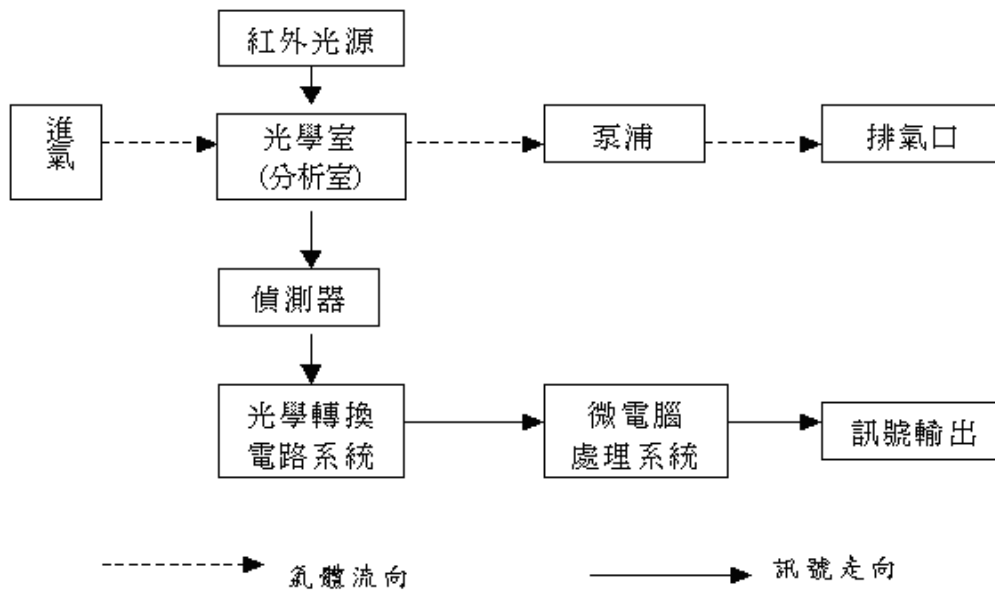 紅外光源
進氣
光學室
(分析室)
泵浦
排氣口
偵測器
光學轉換
電路系統
微電腦
處理系統
訊號輸出
氣體流向
訊號走向